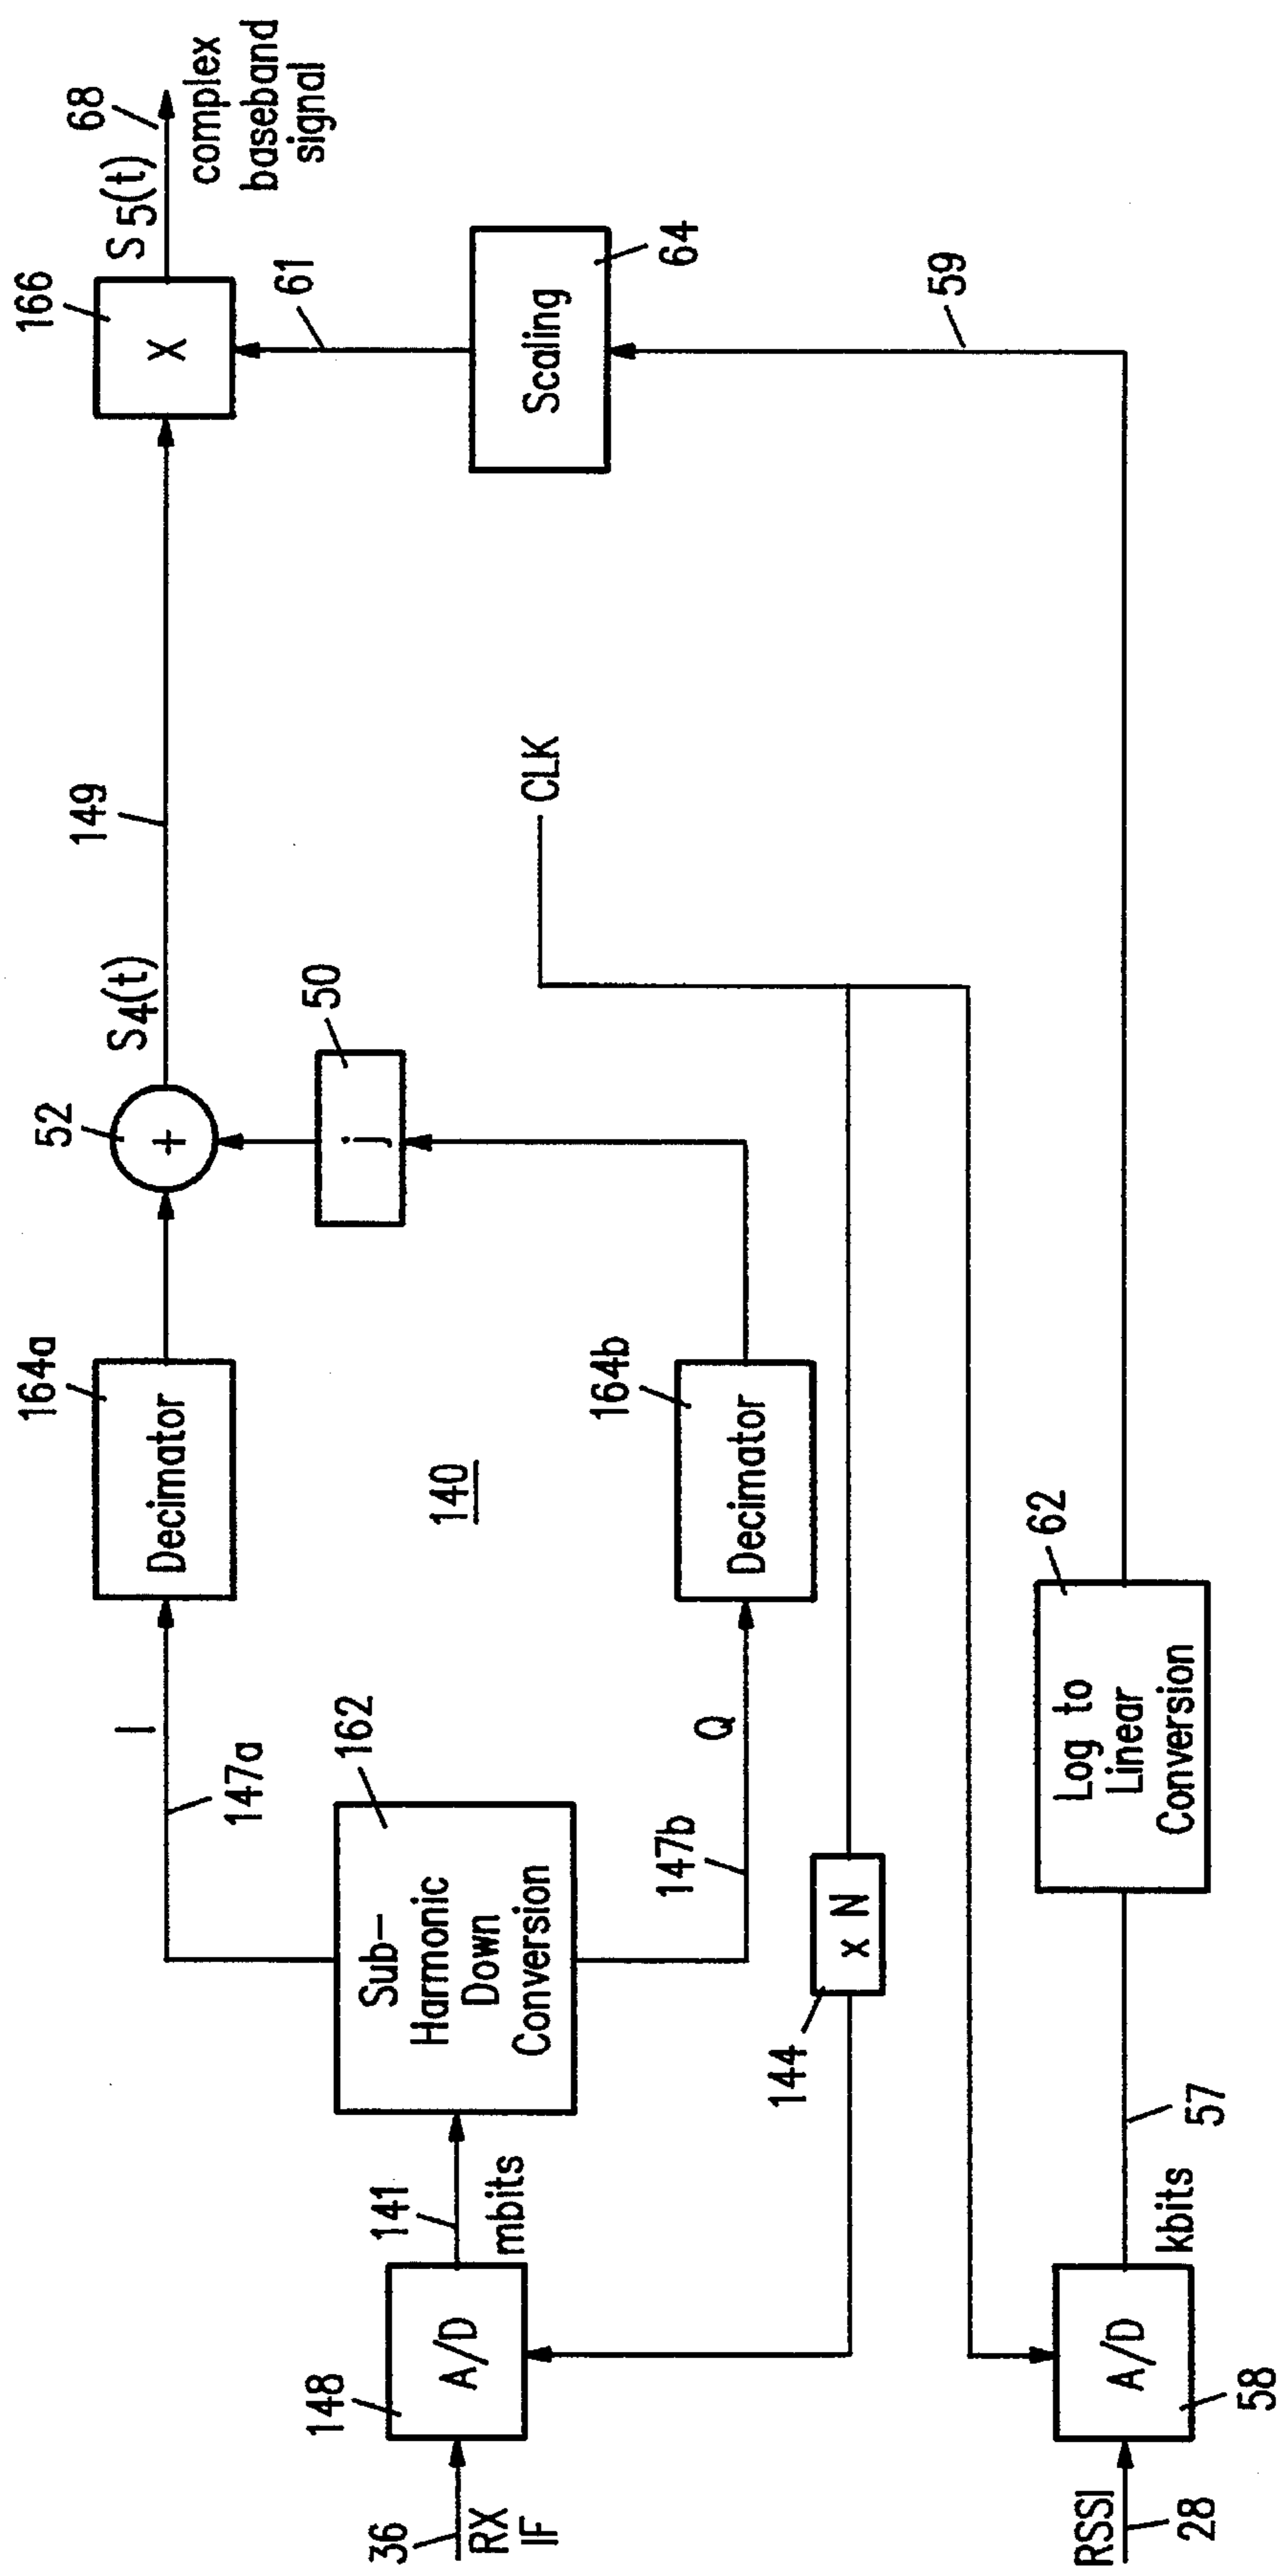 36
RX
IF
148
A/D
141
mbits
Sub-
Harmonic
Down
Conversion
162
I
147a
Q
147b
164a
Decimator
164b
Decimator
140
52
+
j
50
S4(t)
149
166
X
S5(t)
68
complex
baseband
signal
61
Scaling
64
59
CLK
144
x N
RSSI
28
A/D
58
kbits
57
Log to
Linear
Conversion
62